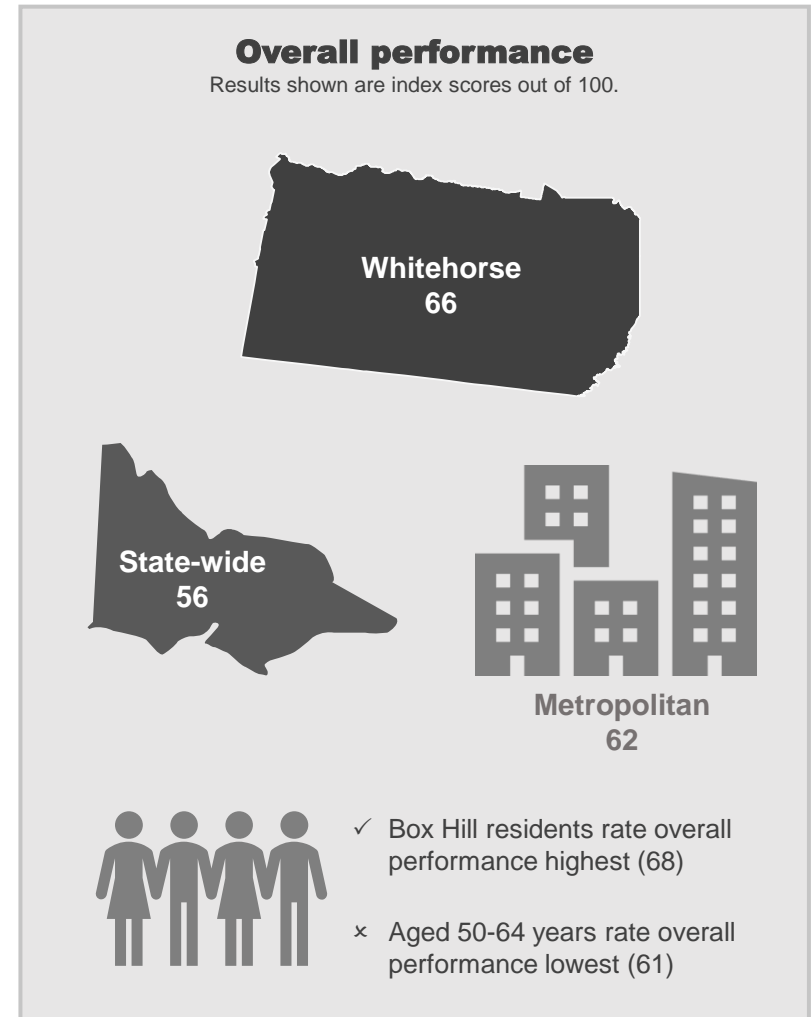 Overall performance
Results shown are index scores out of 100.
Whitehorse
66
State-wide
56
Metropolitan
62
✓ Box Hill residents rate overall
performance highest (68)
× Aged 50-64 years rate overall
performance lowest (61)